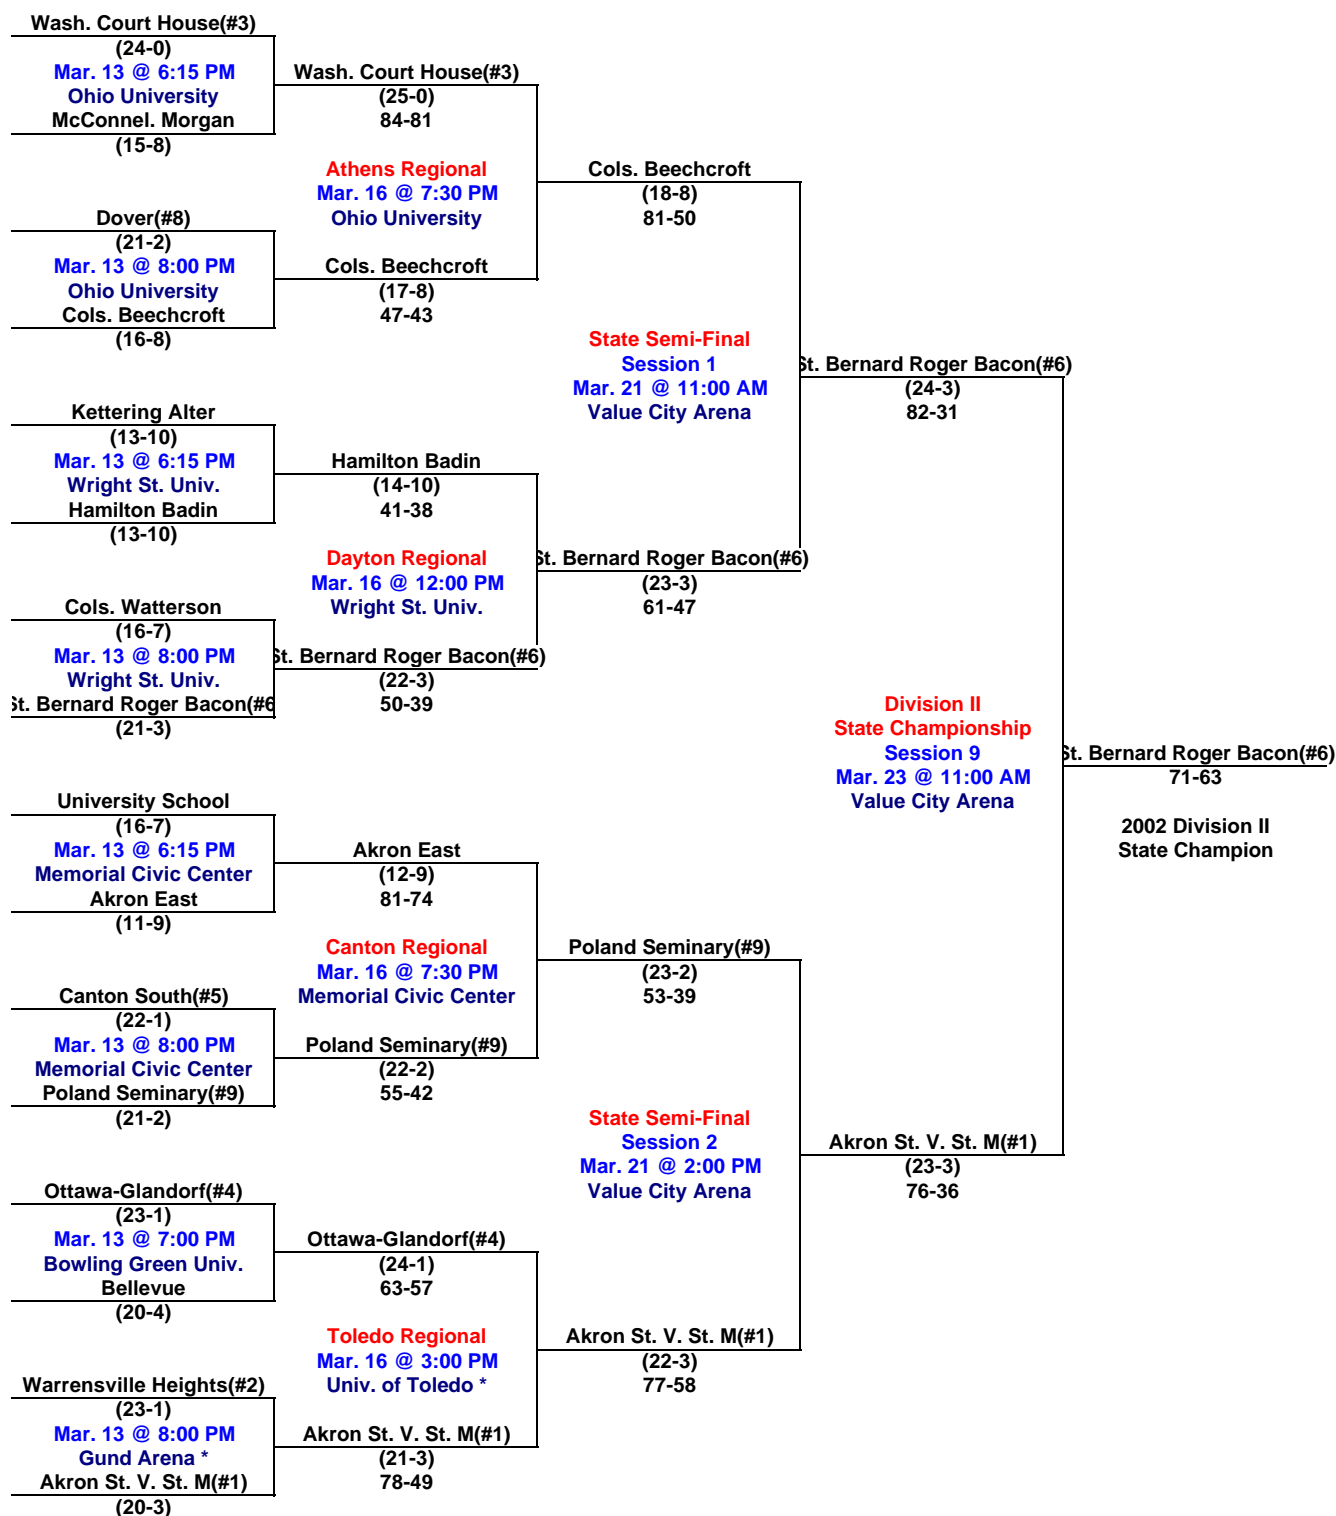 Wash. Court House(#3)
(24-0)
Mar. 13 @ 6:15 PM
Ohio University
McConnel. Morgan
(15-8)
Dover(#8)
(21-2)
Mar. 13 @ 8:00 PM
Ohio University
Cols. Beechcroft
(16-8)
Kettering Alter
(13-10)
Mar. 13 @ 6:15 PM
Wright St. Univ.
Hamilton Badin
(13-10)
Cols. Watterson
(16-7)
Mar. 13 @ 8:00 PM
Wright St. Univ.
St. Bernard Roger Bacon(#6
(21-3)
University School
(16-7)
Mar. 13 @ 6:15 PM
Memorial Civic Center
Akron East
(11-9)
Canton South(#5)
(22-1)
Mar. 13 @ 8:00 PM
Memorial Civic Center
Poland Seminary(#9)
(21-2)
Ottawa-Glandorf(#4)
(23-1)
Mar. 13 @ 7:00 PM
Bowling Green Univ.
Bellevue
(20-4)
Warrensville Heights(#2)
(23-1)
Mar. 13 @ 8:00 PM
Gund Arena *
Akron St. V. St. M(#1)
(20-3)
Wash. Court House(#3)
(25-0)
84-81
Athens Regional
Mar. 16 @ 7:30 PM
Ohio University
Cols. Beechcroft
(17-8)
47-43
Hamilton Badin
(14-10)
41-38
Dayton Regional
Mar. 16 @ 12:00 PM
Wright St. Univ.
St. Bernard Roger Bacon(#6)
(22-3)
50-39
Akron East
(12-9)
81-74
Canton Regional
Mar. 16 @ 7:30 PM
Memorial Civic Center
Poland Seminary(#9)
(22-2)
55-42
Ottawa-Glandorf(#4)
(24-1)
63-57
Toledo Regional
Mar. 16 @ 3:00 PM
Univ. of Toledo *
Akron St. V. St. M(#1)
(21-3)
78-49
Cols. Beechcroft
(18-8)
81-50
State Semi-Final
Session 1
Mar. 21 @ 11:00 AM
Value City Arena
St. Bernard Roger Bacon(#6)
(23-3)
61-47
Poland Seminary(#9)
(23-2)
53-39
State Semi-Final
Session 2
Mar. 21 @ 2:00 PM
Value City Arena
Akron St. V. St. M(#1)
(22-3)
77-58
St. Bernard Roger Bacon(#6)
(24-3)
82-31
Division II
State Championship
Session 9
Mar. 23 @ 11:00 AM
Value City Arena
Akron St. V. St. M(#1)
(23-3)
76-36
St. Bernard Roger Bacon(#6)
71-63
2002 Division II
State Champion